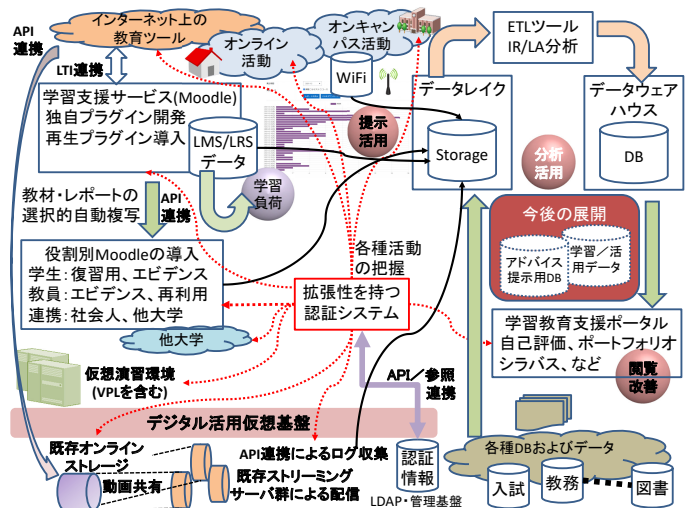 API
連携
インターネット上の
教育ツール
LTI連携
オンライン
活動
オンキャン
パス活動
WiFi
ETLツール
IR/LA分析
学習支援サービス(Moodle)
独自プラグイン開発
再生プラグイン導入
LMS/LRS
データ
提示
活用
データレイク
Storage
データウェア
ハウス
DB
分析
活用
学習
負荷
教材・レポートの
選択的自動複写
API
連携
今後の展開
アドバイス
提示用DB
学習／活
用データ
役割別Moodleの導入
学生：復習用、エビデンス
教員：エビデンス、再利用
連携：社会人、他大学
各種活動
の把握
拡張性を持つ
認証システム
他大学
学習教育支援ポータル
自己評価、ポートフォリオ
シラバス、など
閲覧
改善
仮想演習環境
(VPLを含む)
API／参照
連携
デジタル活用仮想基盤
既存オンライン
ストレージ
動画共有
API連携によるログ収集
既存ストリーミング
サーバ群による配信
認証
情報
LDAP・管理基盤
各種DBおよびデータ
入試
教務
図書